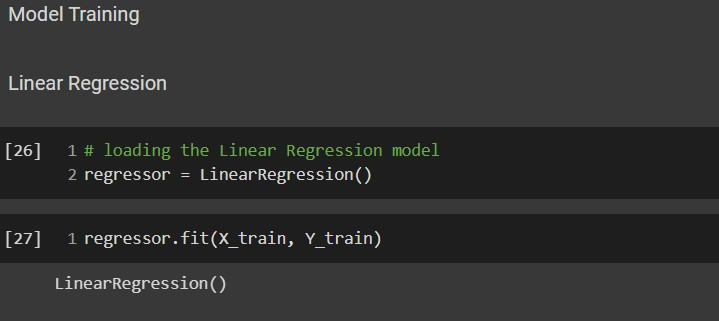 Model Training
Linear Regression
[26] 1 # loading the Linear Regression model
2 regressor = LinearRegression()
[27] 1 regressor.fit(X_train, Y_train)
LinearRegression()